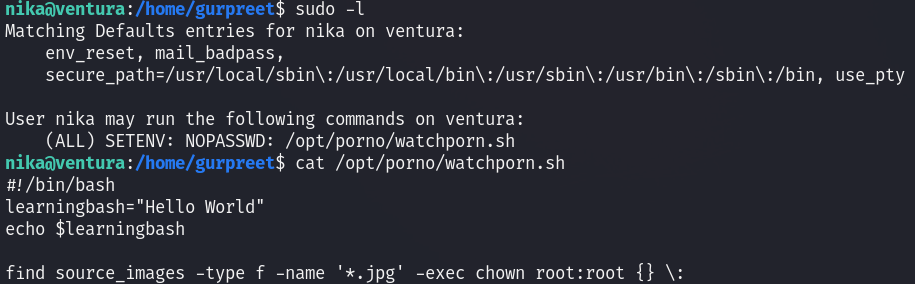 nika@ventura:/home/gurpreet$ sudo -l
Matching Defaults entries for nika on ventura:
env_reset, mail_badpass,
secure_path=/usr/local/sbin\:/usr/local/bin\:/usr/sbin\:/usr/bin\:/sbin\:/bin, use_pty
User nika may run the following commands on ventura:
(ALL) SETENV: NOPASSWD: /opt/porno/watchporn.sh
nika@ventura:/home/gurpreet$ cat /opt/porno/watchporn.sh
#!/bin/bash
learningbash="Hello World"
echo $learningbash
find source_images -type f -name '*.jpg' -exec chown root:root {} \;